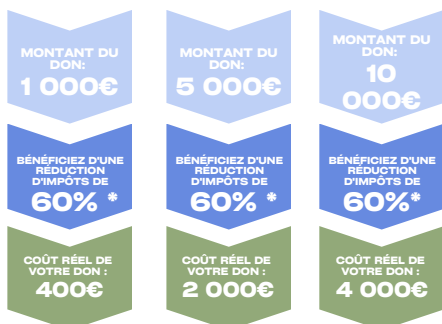 MONTANT DU
DON:
1 000€
BÉNÉFICIEZ D'UNE
RÉDUCTION
D'IMPÔTS DE
60% *
COÛT RÉEL DE
VOTRE DON :
400€
MONTANT DU
DON:
5 000€
BÉNÉFICIEZ D'UNE
RÉDUCTION
D'IMPÔTS DE
60% *
COÛT RÉEL DE
VOTRE DON :
2 000€
MONTANT DU
DON:
10
000€
BÉNÉFICIEZ D'UNE
RÉDUCTION
D'IMPÔTS DE
60%*
COÛT RÉEL DE
VOTRE DON :
4 000€